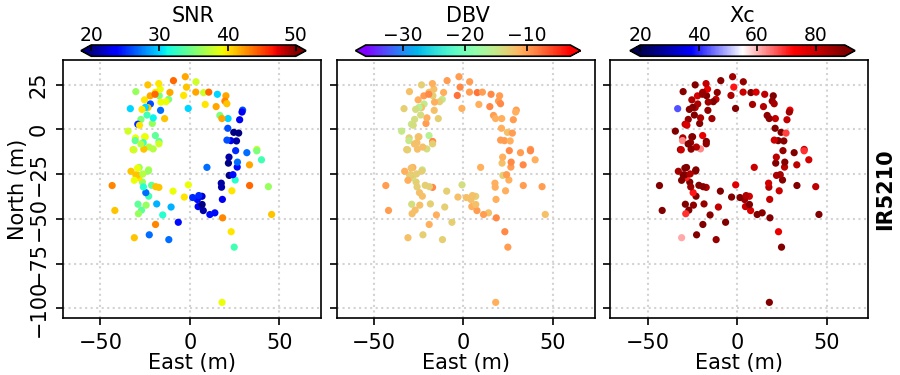 SNR DBV Xc
20 30 40 50 −30 −20 −10 20 40 60 80
North (m)
25
0
−25
−50
−75
−100
IR5210
−50 0 50 −50 0 50 −50 0 50
East (m) East (m) East (m)